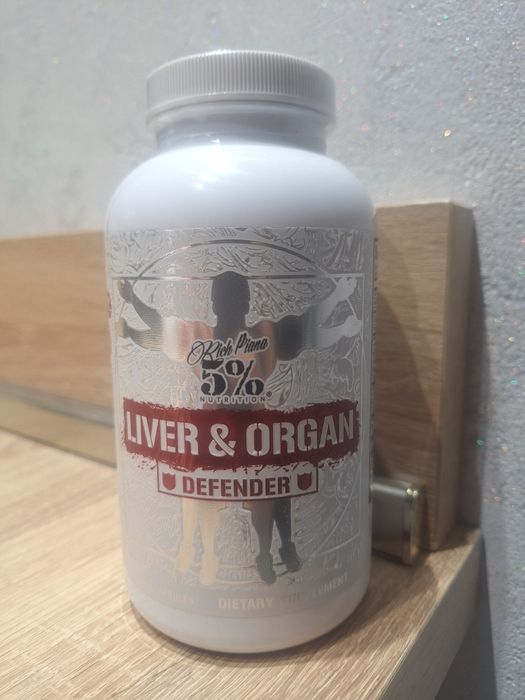 Rich Piana
5%
NUTRITION®
LIVER & ORGAN
DEFENDER
DIETARY SUPPLEMENT